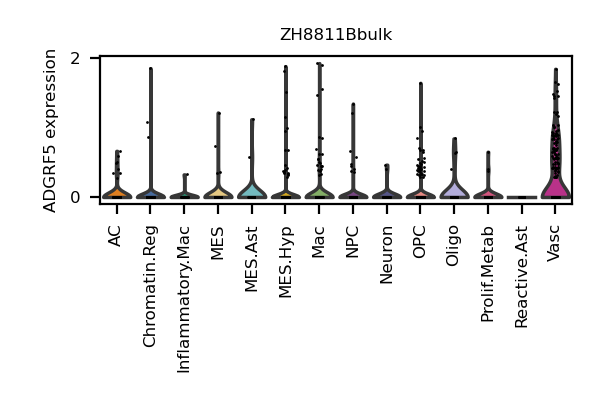 ZH8811Bbulk
ADGRF5 expression
2
0
AC
Chromatin.Reg
Inflammatory.Mac
MES
MES.Ast
MES.Hyp
Mac
NPC
Neuron
OPC
Oligo
Prolif.Metab
Reactive.Ast
Vasc